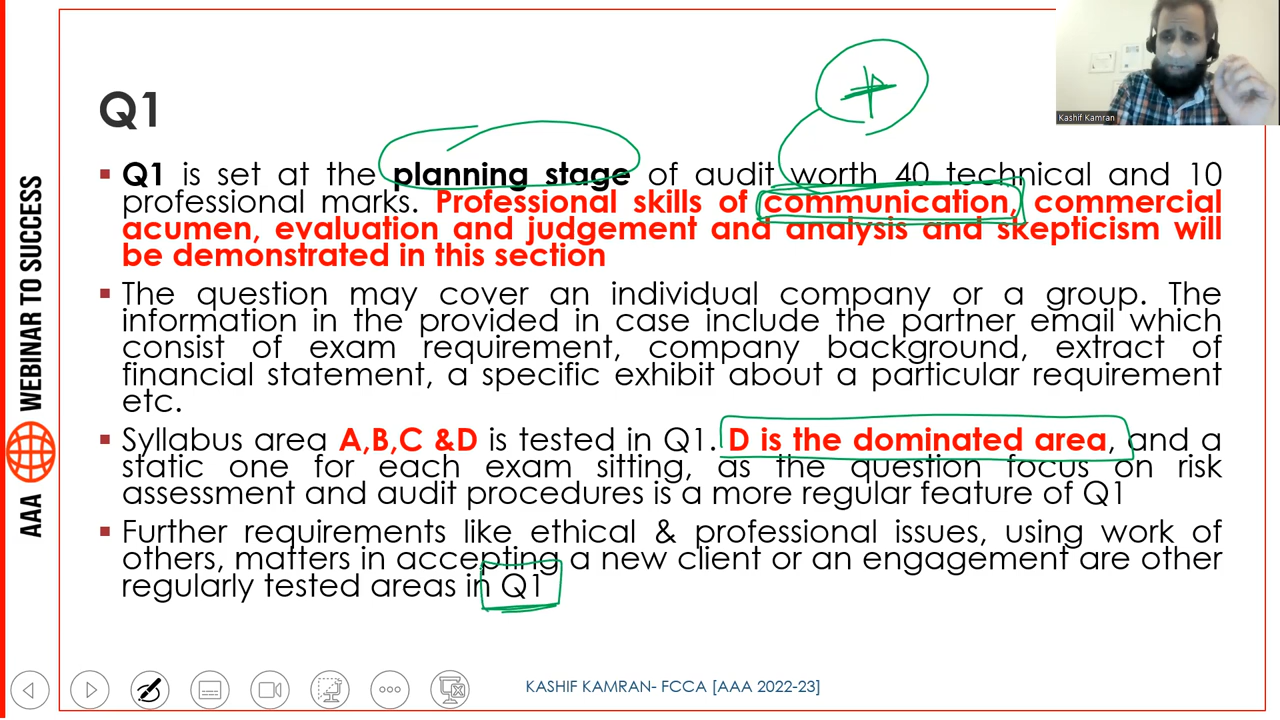 Kashif Kamran
Q1
Q1 is set at the planning stage of audit worth 40 technical and 10
professional marks. Professional skills of communication, commercial
acumen, evaluation and judgement and analysis and skepticism will
be demonstrated in this section
The question may cover an individual company or a group. The
information in the provided in case include the partner email which
consist of exam requirement, company background, extract of
financial statement, a specific exhibit about a particular requirement
etc.
Syllabus area A,B,C &D is tested in Q1. D is the dominated area, and a
static one for each exam sitting, as the question focus on risk
assessment and audit procedures is a more regular feature of Q1
Further requirements like ethical & professional issues, using work of
others, matters in accepting a new client or an engagement are other
regularly tested areas in Q1
AAA WEBINAR TO SUCCESS
KASHIF KAMRAN- FCCA [AAA 2022-23]